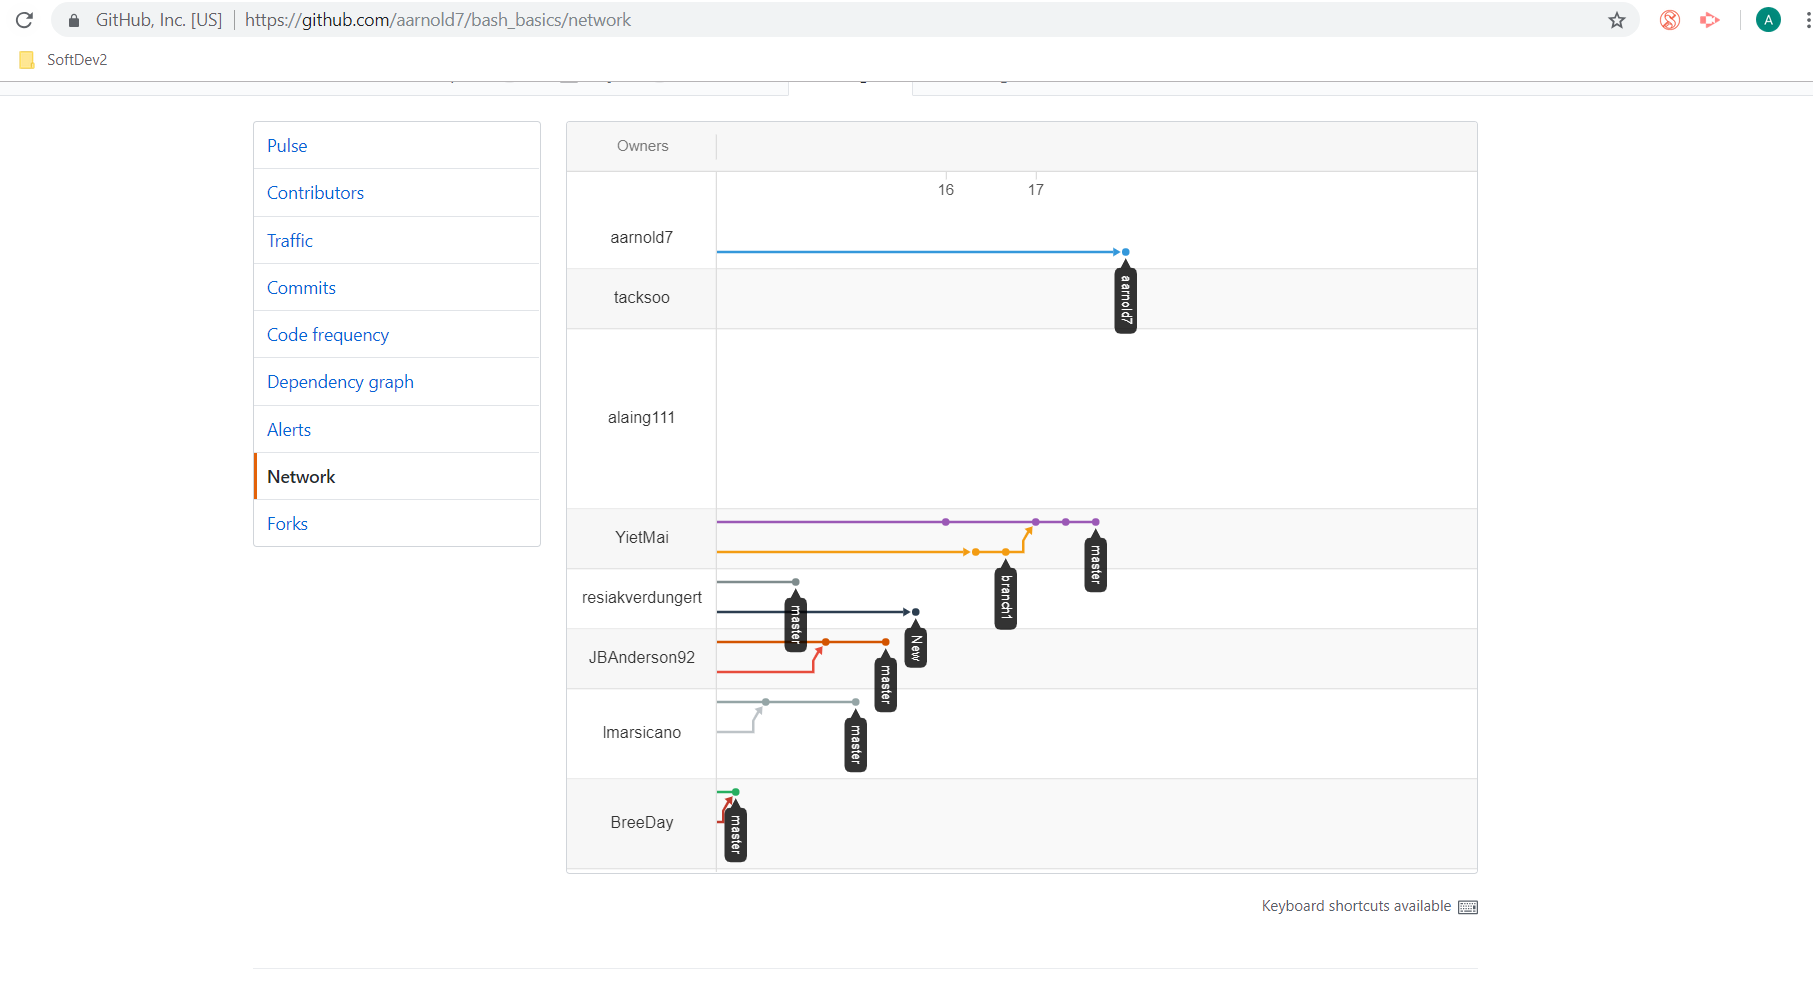 GitHub, Inc. [US] https://github.com/aarnold7/bash_basics/network
A
SoftDev2
Pulse
Contributors
Traffic
Commits
Code frequency
Dependency graph
Alerts
Network
Forks
Owners
16 17
aarnold7
aarnold7
tacksoo
alaing111
YietMai
master
branch1
resiakverdungert
master
New
JBAnderson92
master
lmarsicano
master
BreeDay
master
Keyboard shortcuts available